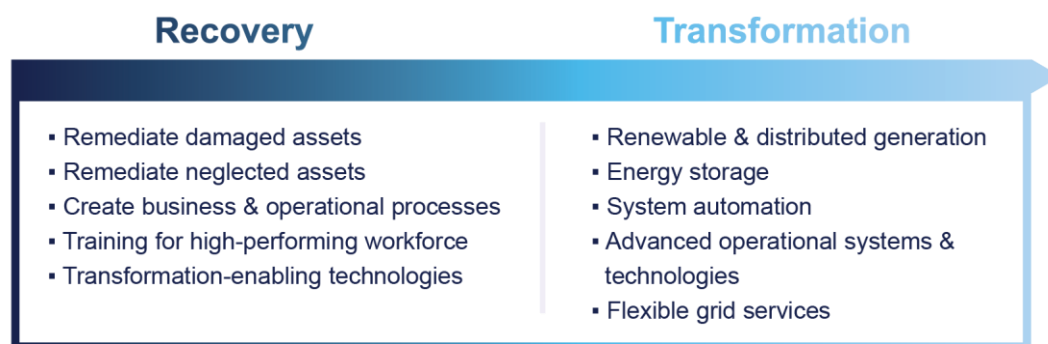 Recovery
Transformation
▪ Remediate damaged assets
▪ Remediate neglected assets
▪ Create business & operational processes
▪ Training for high-performing workforce
▪ Transformation-enabling technologies
▪ Renewable & distributed generation
▪ Energy storage
▪ System automation
▪ Advanced operational systems &
technologies
▪ Flexible grid services